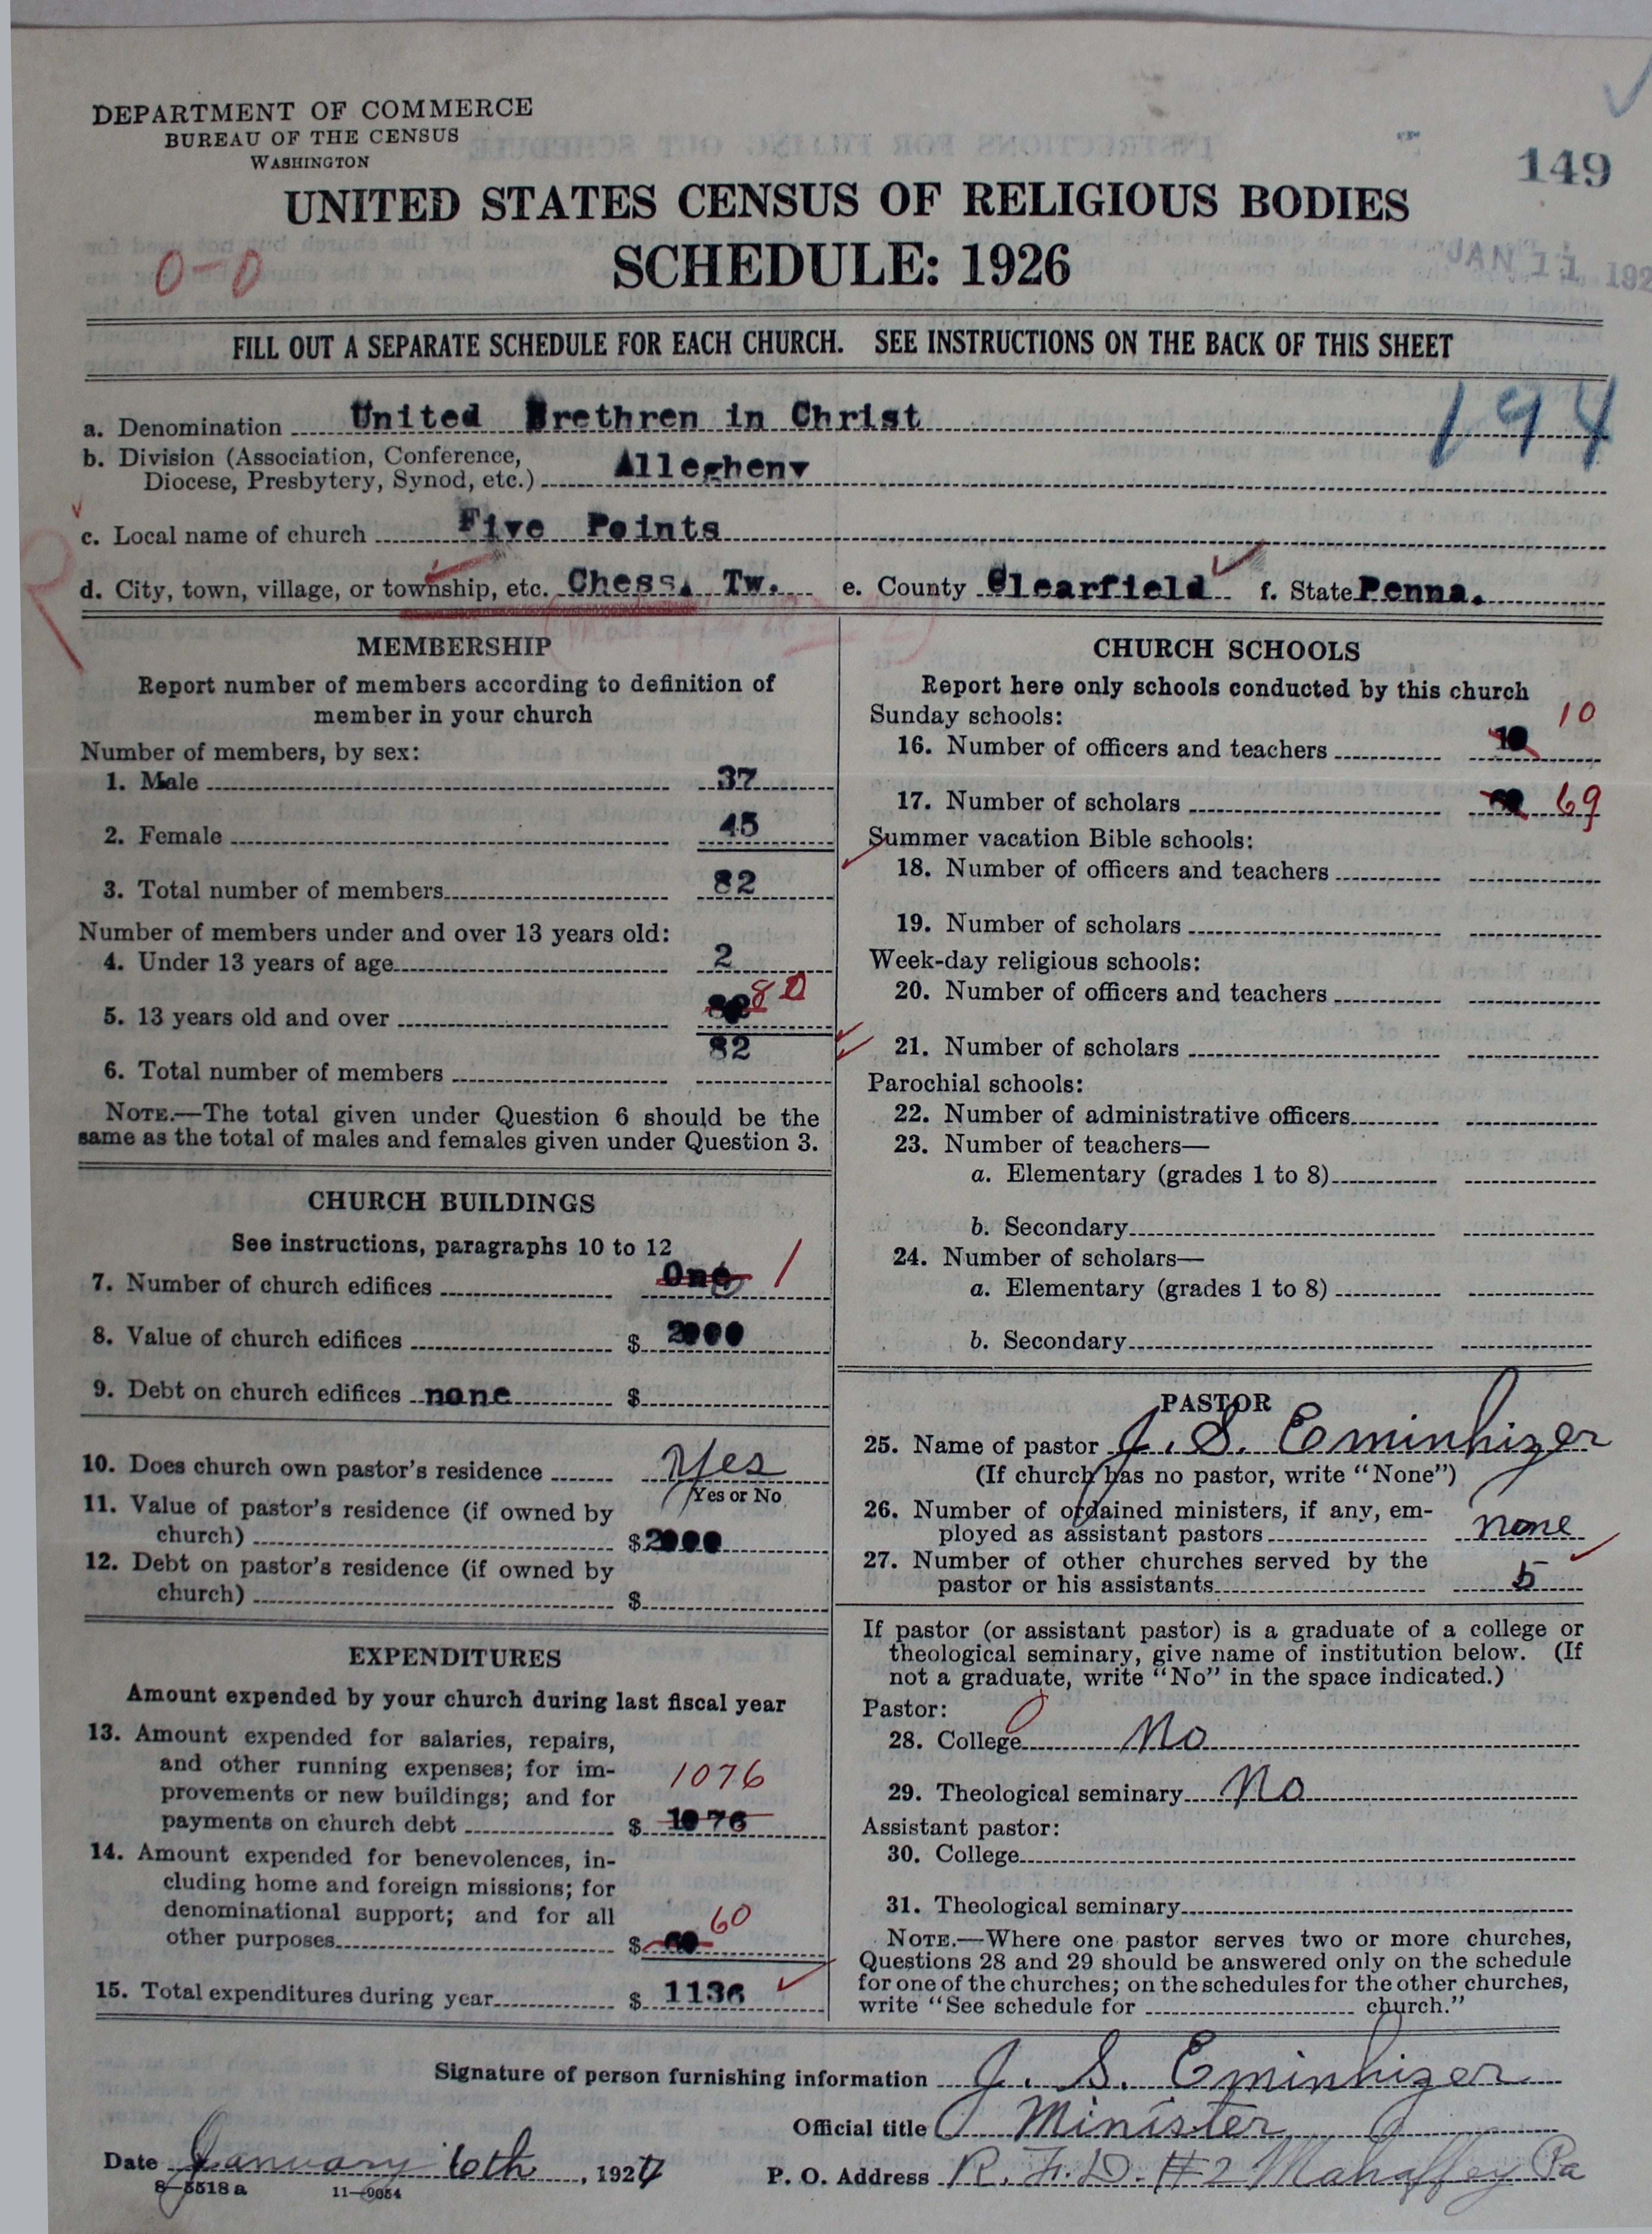 DEPARTMENT OF COMMERCE
BUREAU OF THE CENSUS
WASHINGTON
149
UNITED STATES CENSUS OF RELIGIOUS BODIES
SCHEDULE: 1926
0-0
JAN 11 192
FILL OUT A SEPARATE SCHEDULE FOR EACH CHURCH. SEE INSTRUCTIONS ON THE BACK OF THIS SHEET
194
a. Denomination United Brethren in Christ
b. Division (Association, Conference,
Diocese, Presbytery, Synod, etc.) Allegheny
c. Local name of church Five Points
d. City, town, village, or township, etc. Chess. Tw. e. County Clearfield f. State Penna.
MEMBERSHIP
Report number of members according to definition of
member in your church
Number of members, by sex:
1. Male 37
2. Female 45
3. Total number of members 82
Number of members under and over 13 years old:
4. Under 13 years of age 2
5. 13 years old and over 80
82
6. Total number of members
NOTE.—The total given under Question 6 should be the
same as the total of males and females given under Question 3.
CHURCH BUILDINGS
See instructions, paragraphs 10 to 12
7. Number of church edifices One 1
8. Value of church edifices $ 2000
9. Debt on church edifices none $
10. Does church own pastor's residence Yes
Yes or No
11. Value of pastor's residence (if owned by
church) $ 2000
12. Debt on pastor's residence (if owned by
church) $
EXPENDITURES
Amount expended by your church during last fiscal year
13. Amount expended for salaries, repairs,
and other running expenses; for im-
provements or new buildings; and for
1076
payments on church debt $ 1076
14. Amount expended for benevolences, in-
cluding home and foreign missions; for
denominational support; and for all
60
other purposes $ 60
15. Total expenditures during year $ 1136
CHURCH SCHOOLS
Report here only schools conducted by this church
Sunday schools:
10
16. Number of officers and teachers 10
17. Number of scholars 69
Summer vacation Bible schools:
18. Number of officers and teachers
19. Number of scholars
Week-day religious schools:
20. Number of officers and teachers
21. Number of scholars
Parochial schools:
22. Number of administrative officers
23. Number of teachers—
a. Elementary (grades 1 to 8)
b. Secondary
24. Number of scholars—
a. Elementary (grades 1 to 8)
b. Secondary
PASTOR
25. Name of pastor J. S. Eminhizer
(If church has no pastor, write "None")
26. Number of ordained ministers, if any, em-
ployed as assistant pastors none
27. Number of other churches served by the
pastor or his assistants 5
If pastor (or assistant pastor) is a graduate of a college or
theological seminary, give name of institution below. (If
not a graduate, write "No" in the space indicated.)
Pastor: 0
28. College No
29. Theological seminary No
Assistant pastor:
30. College
31. Theological seminary
NOTE.—Where one pastor serves two or more churches,
Questions 28 and 29 should be answered only on the schedule
for one of the churches; on the schedules for the other churches,
write "See schedule for church."
Signature of person furnishing information J. S. Eminhizer
Official title Minister
Date January 6th, 1927 P. O. Address R. F. D. #2 Mahaffey Pa
8-5518 a 11-9054